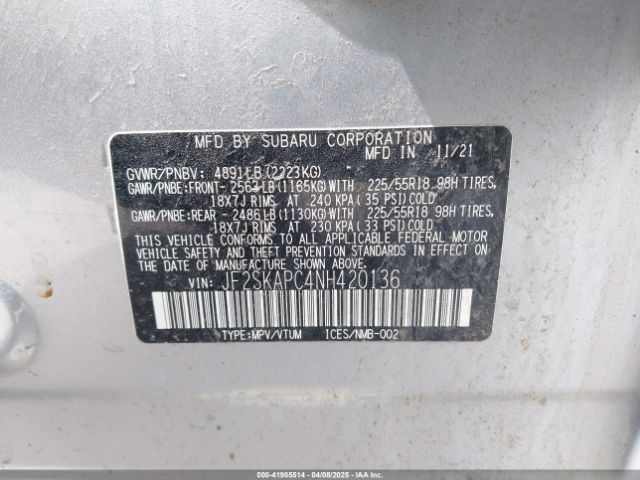 MFD BY SUBARU CORPORATION
MFD IN 11/21
GVWR/PNBV: 4891LB(2223KG)
GAWR/PNBE:FRONT- 2563LB(1165KG)WITH 225/55R18 98H TIRES,
18X7J RIMS AT 240 KPA(35 PSI)COLD
GAWR/PNBE:REAR - 2486LB(1130KG)WITH 225/55R18 98H TIRES,
18X7J RIMS AT 230 KPA(33 PSI)COLD
THIS VEHICLE CONFORMS TO ALL APPLICABLE FEDERAL MOTOR
VEHICLE SAFETY AND THEFT PREVENTION STANDARDS IN EFFECT ON
THE DATE OF MANUFACTURE SHOWN ABOVE.
VIN: JF2SKAPC4NH420136
TYPE:MPV/VTUM ICES/NMB-002
000-41985514 04/08/2025 IAAI.COM